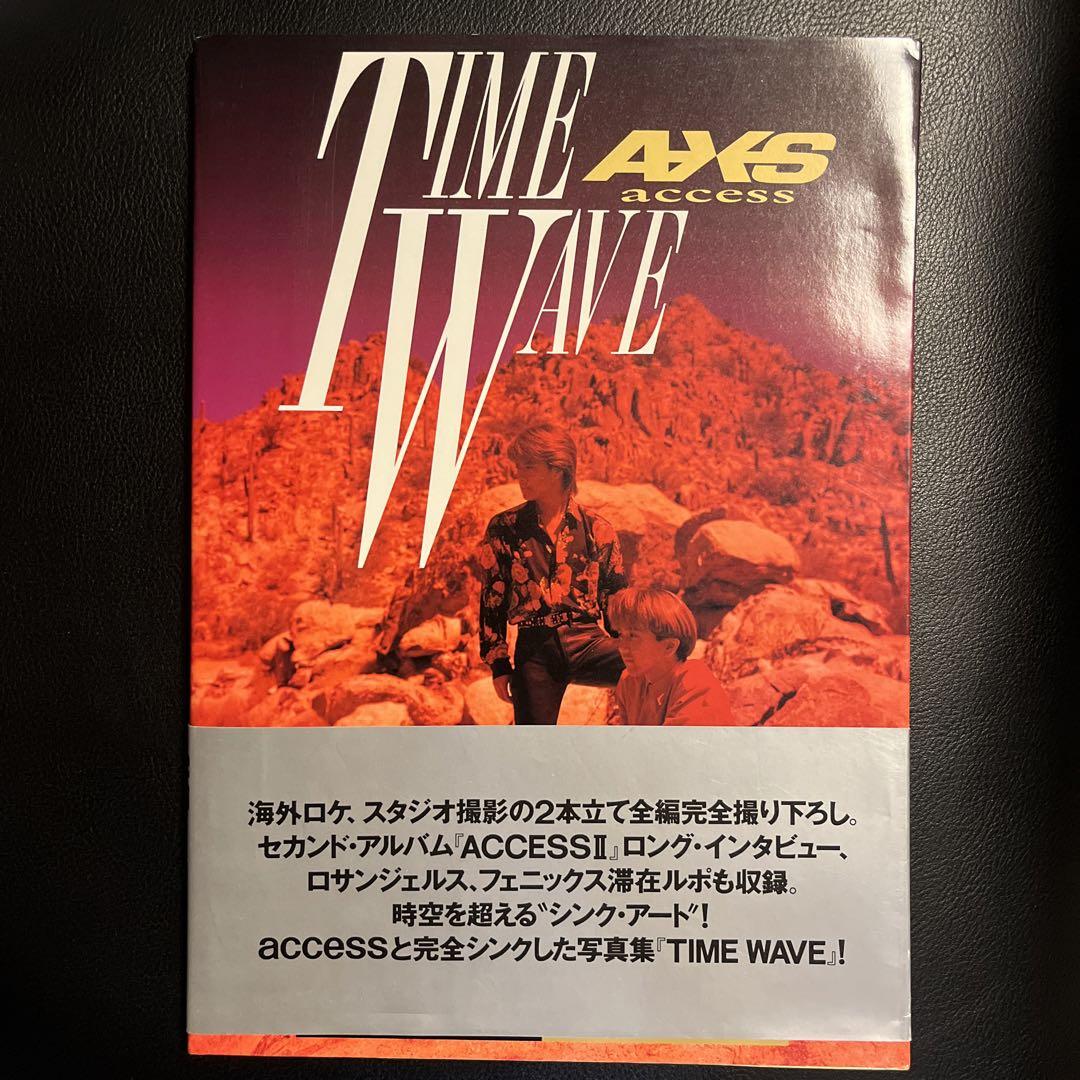 TIME
WAVE
AXS
access
海外ロケ、スタジオ撮影の2本立て全編完全撮り下ろし。
セカンド・アルバム『ACCESSⅡ』ロング・インタビュー、
ロサンジェルス、フェニックス滞在ルポも収録。
時空を超える〝シンク・アート〟!
accessと完全シンクした写真集『TIME WAVE』!